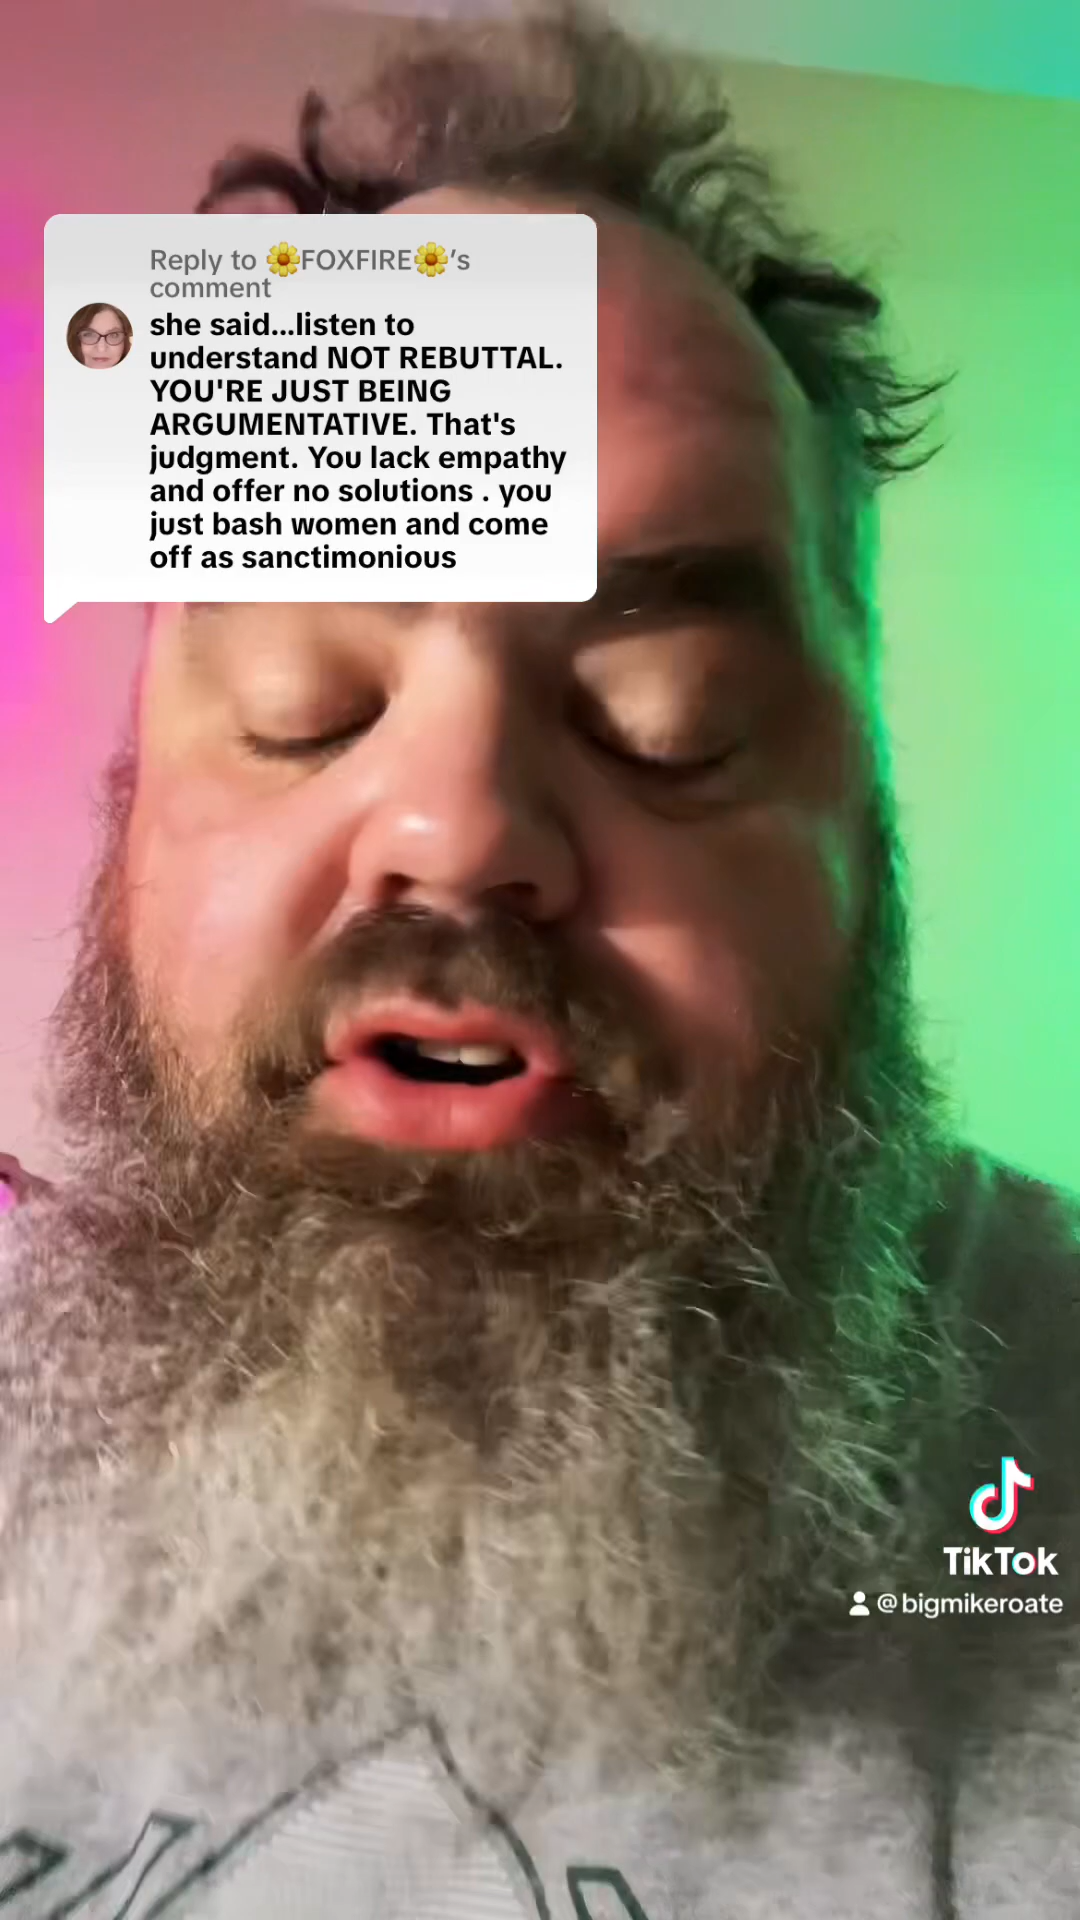 Reply to 🌼FOXFIRE🌼's
comment
she said...listen to
understand NOT REBUTTAL.
YOU'RE JUST BEING
ARGUMENTATIVE. That's
judgment. You lack empathy
and offer no solutions . you
just bash women and come
off as sanctimonious
TikTok
@bigmikeroate